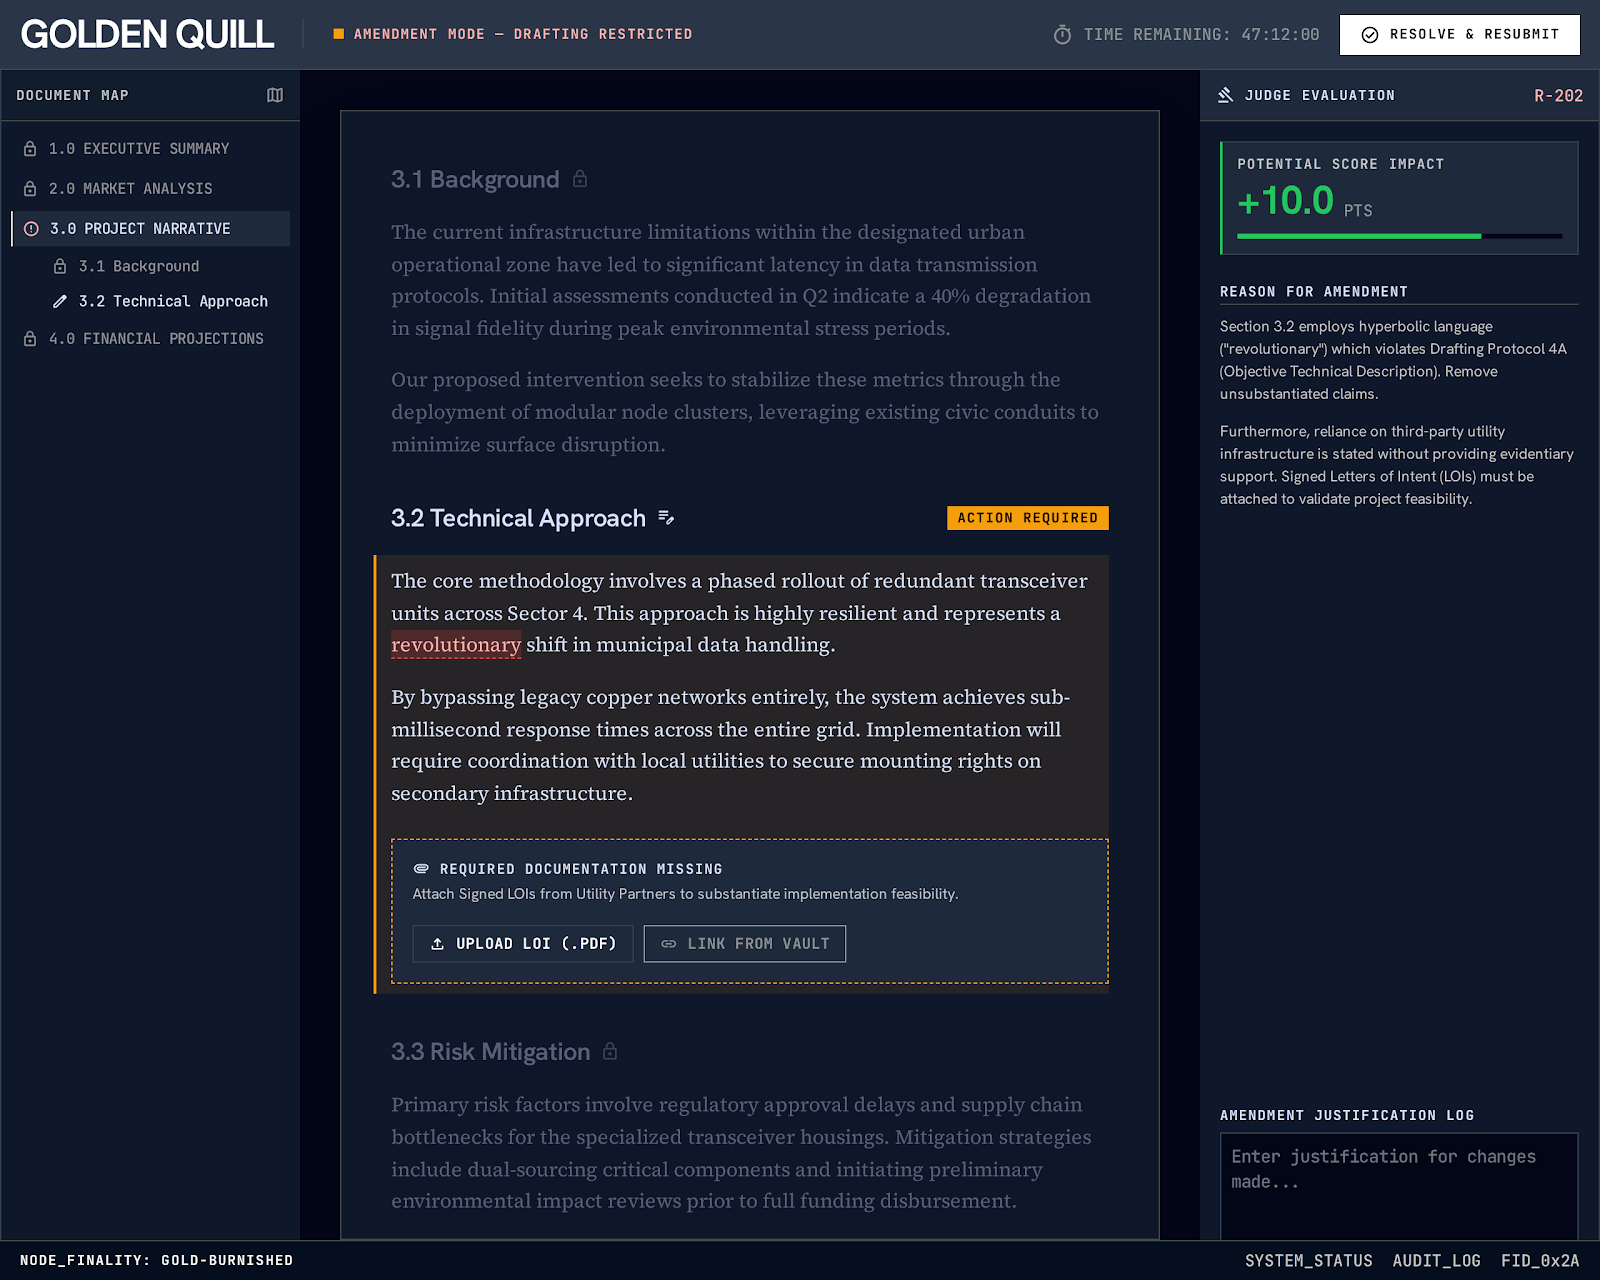 GOLDEN QUILL
AMENDMENT MODE — DRAFTING RESTRICTED
TIME REMAINING: 47:12:00
RESOLVE & RESUBMIT
DOCUMENT MAP
1.0 EXECUTIVE SUMMARY
2.0 MARKET ANALYSIS
3.0 PROJECT NARRATIVE
3.1 Background
3.2 Technical Approach
4.0 FINANCIAL PROJECTIONS
3.1 Background
The current infrastructure limitations within the designated urban
operational zone have led to significant latency in data transmission
protocols. Initial assessments conducted in Q2 indicate a 40% degradation
in signal fidelity during peak environmental stress periods.
Our proposed intervention seeks to stabilize these metrics through the
deployment of modular node clusters, leveraging existing civic conduits to
minimize surface disruption.
3.2 Technical Approach
ACTION REQUIRED
The core methodology involves a phased rollout of redundant transceiver
units across Sector 4. This approach is highly resilient and represents a
revolutionary shift in municipal data handling.
By bypassing legacy copper networks entirely, the system achieves sub-
millisecond response times across the entire grid. Implementation will
require coordination with local utilities to secure mounting rights on
secondary infrastructure.
REQUIRED DOCUMENTATION MISSING
Attach Signed LOIs from Utility Partners to substantiate implementation feasibility.
UPLOAD LOI (.PDF)
LINK FROM VAULT
3.3 Risk Mitigation
Primary risk factors involve regulatory approval delays and supply chain
bottlenecks for the specialized transceiver housings. Mitigation strategies
include dual-sourcing critical components and initiating preliminary
environmental impact reviews prior to full funding disbursement.
JUDGE EVALUATION
R-202
POTENTIAL SCORE IMPACT
+10.0 PTS
REASON FOR AMENDMENT
Section 3.2 employs hyperbolic language
("revolutionary") which violates Drafting Protocol 4A
(Objective Technical Description). Remove
unsubstantiated claims.
Furthermore, reliance on third-party utility
infrastructure is stated without providing evidentiary
support. Signed Letters of Intent (LOIs) must be
attached to validate project feasibility.
AMENDMENT JUSTIFICATION LOG
Enter justification for changes
made...
NODE_FINALITY: GOLD-BURNISHED
SYSTEM_STATUS
AUDIT_LOG
FID_0x2A